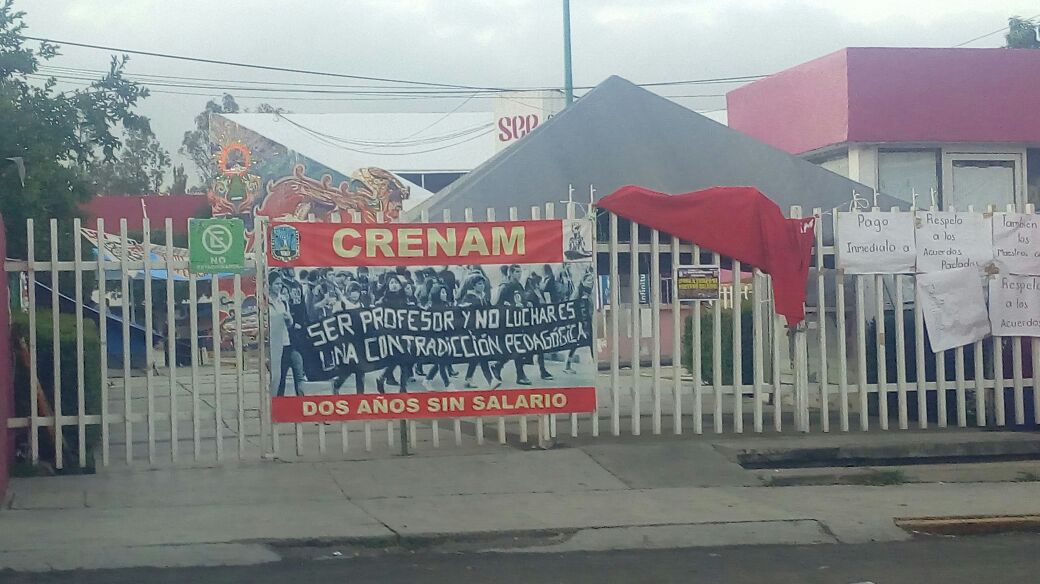 sep
NO
CRENAM
SER PROFESOR Y NO LUCHAR ES
UNA CONTRADICCIÓN PEDAGÓGICA
DOS AÑOS SIN SALARIO
Pago
Inmediato a
Respeto
a los
Acuerdos
También
los
Maestros
Respeto
a los
Acuerdos